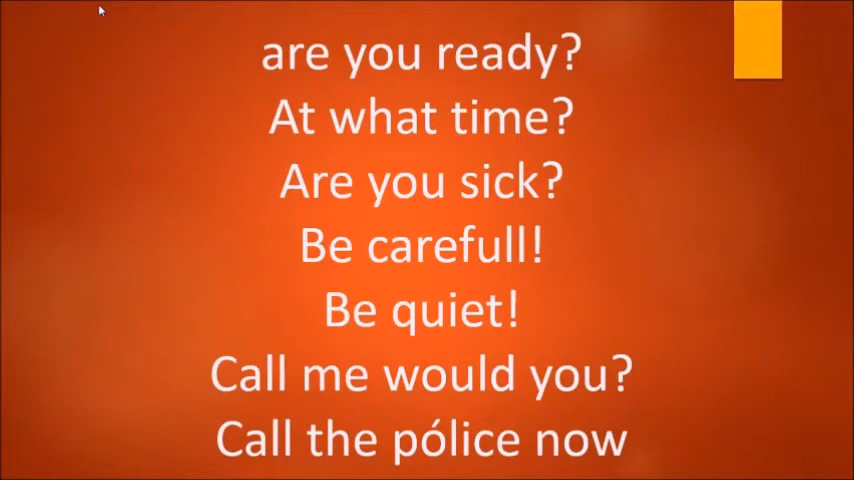 are you ready?
At what time?
Are you sick?
Be carefull!
Be quiet!
Call me would you?
Call the pólice now